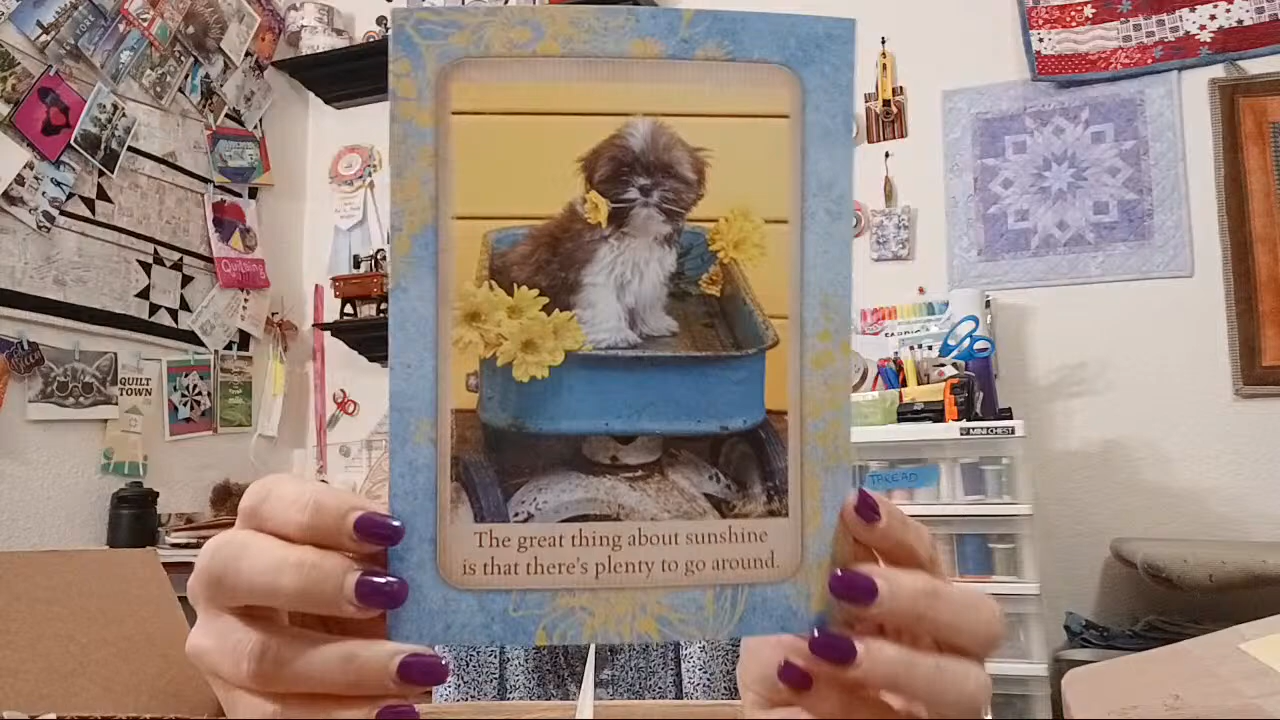 The great thing about sunshine
is that there's plenty to go around.
Quilting
QUILT
TOWN
MINI CHEST
THREAD